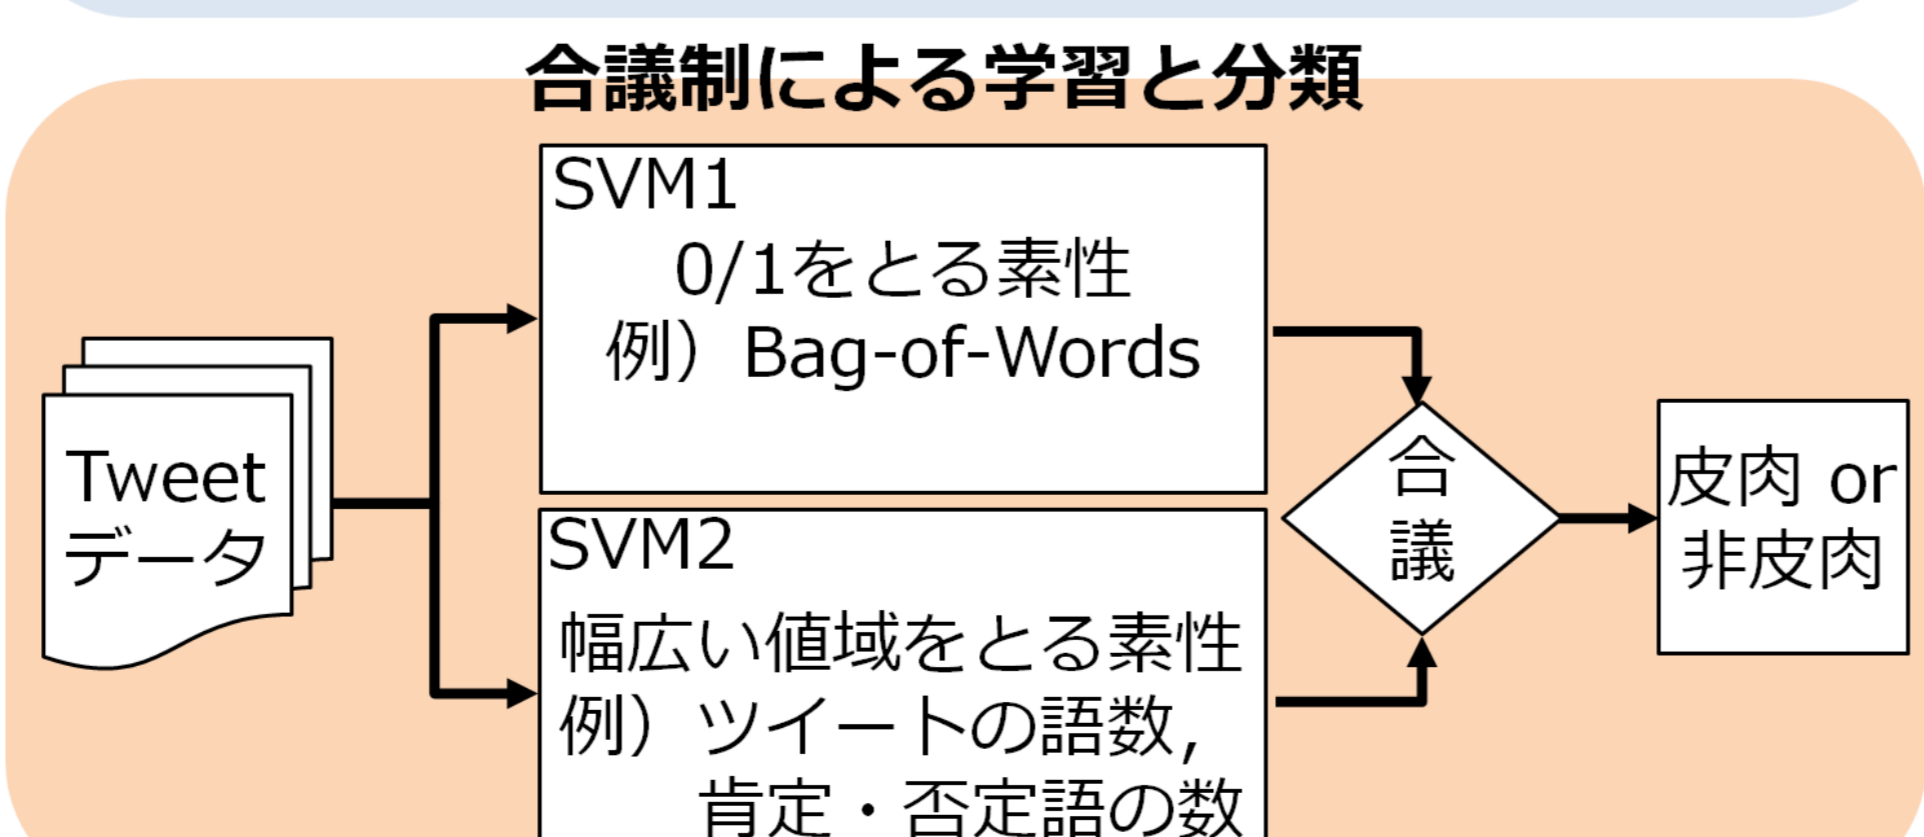 合議制による学習と分類
SVM1
0/1をとる素性
例）Bag-of-Words
Tweet
データ
SVM2
幅広い値域をとる素性
例）ツイートの語数,
肯定・否定語の数
合
議
皮肉 or
非皮肉